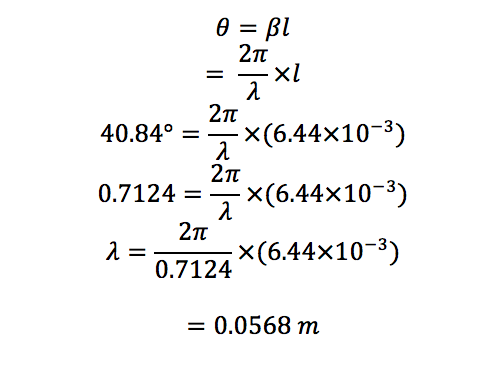 θ = βl
= 2π/λ ×l
40.84° = 2π/λ ×(6.44×10⁻³)
0.7124 = 2π/λ ×(6.44×10⁻³)
λ = 2π/0.7124 ×(6.44×10⁻³)
= 0.0568 m